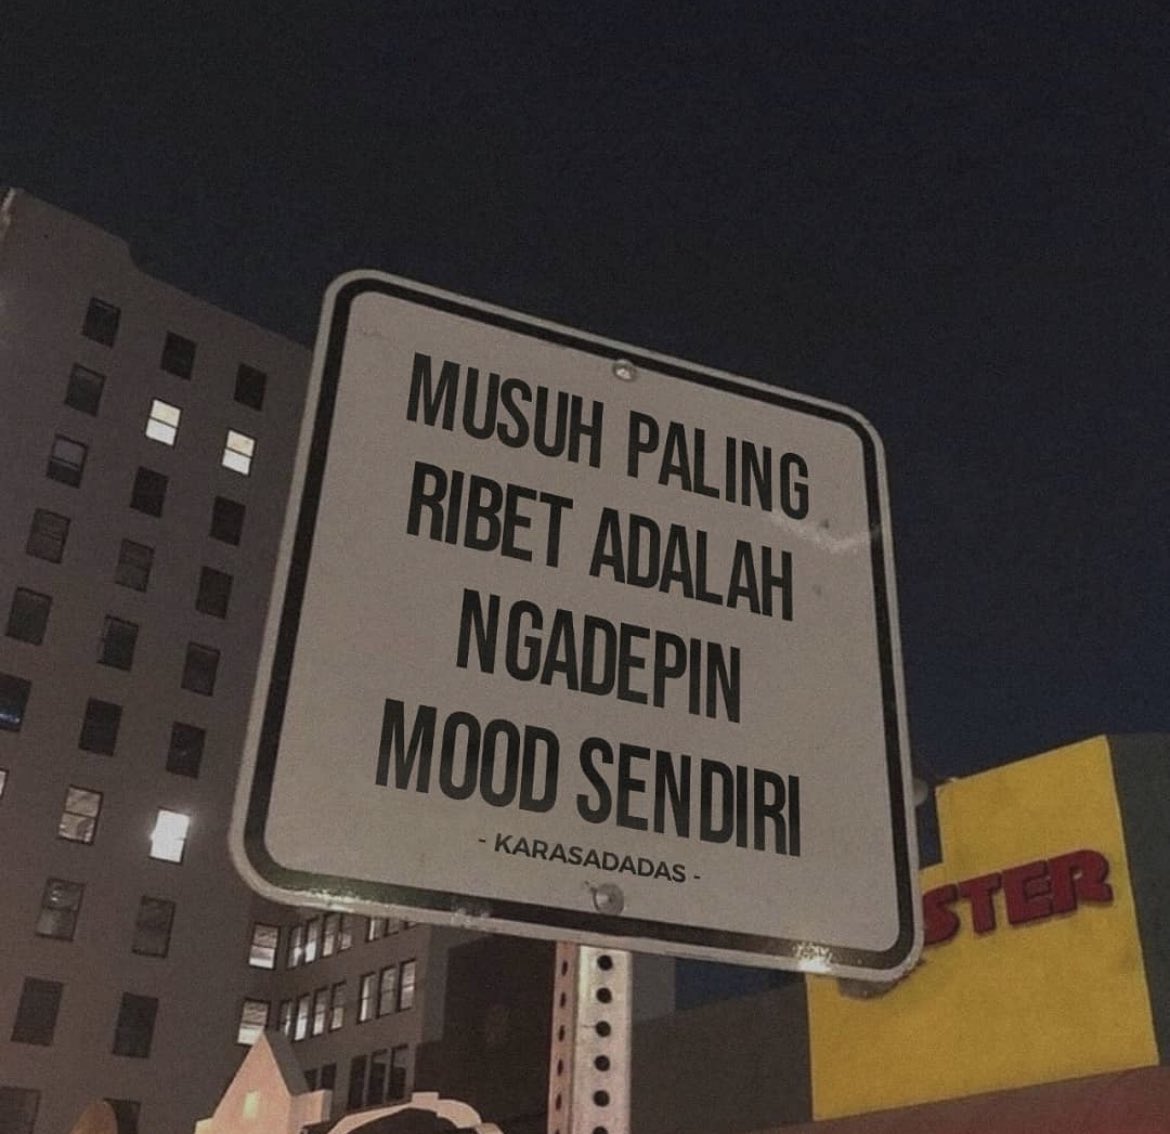 MUSUH PALING
RIBET ADALAH
NGADEPIN
MOOD SENDIRI
- KARASADADAS -
STER